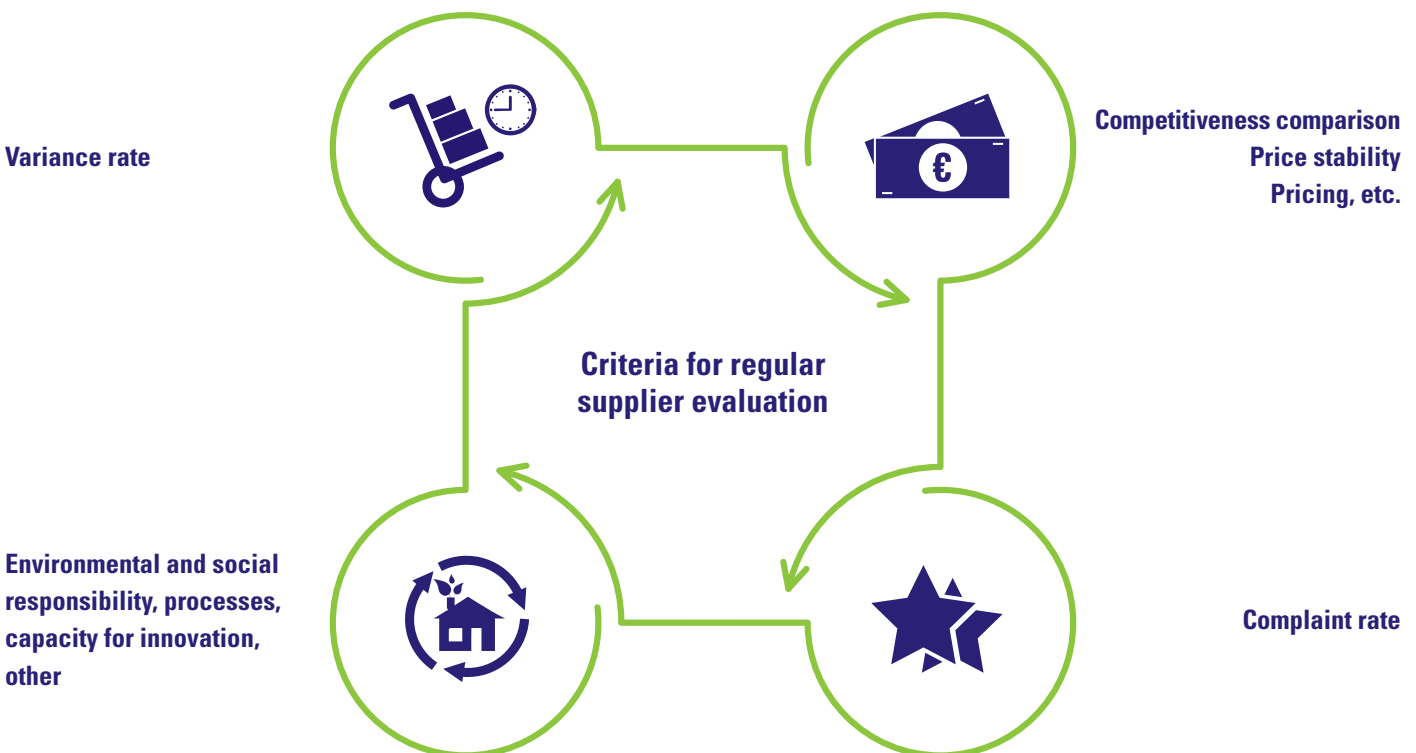 Variance rate
Competitiveness comparison
Price stability
Pricing, etc.
€
Criteria for regular
supplier evaluation
Environmental and social
responsibility, processes,
capacity for innovation,
other
Complaint rate